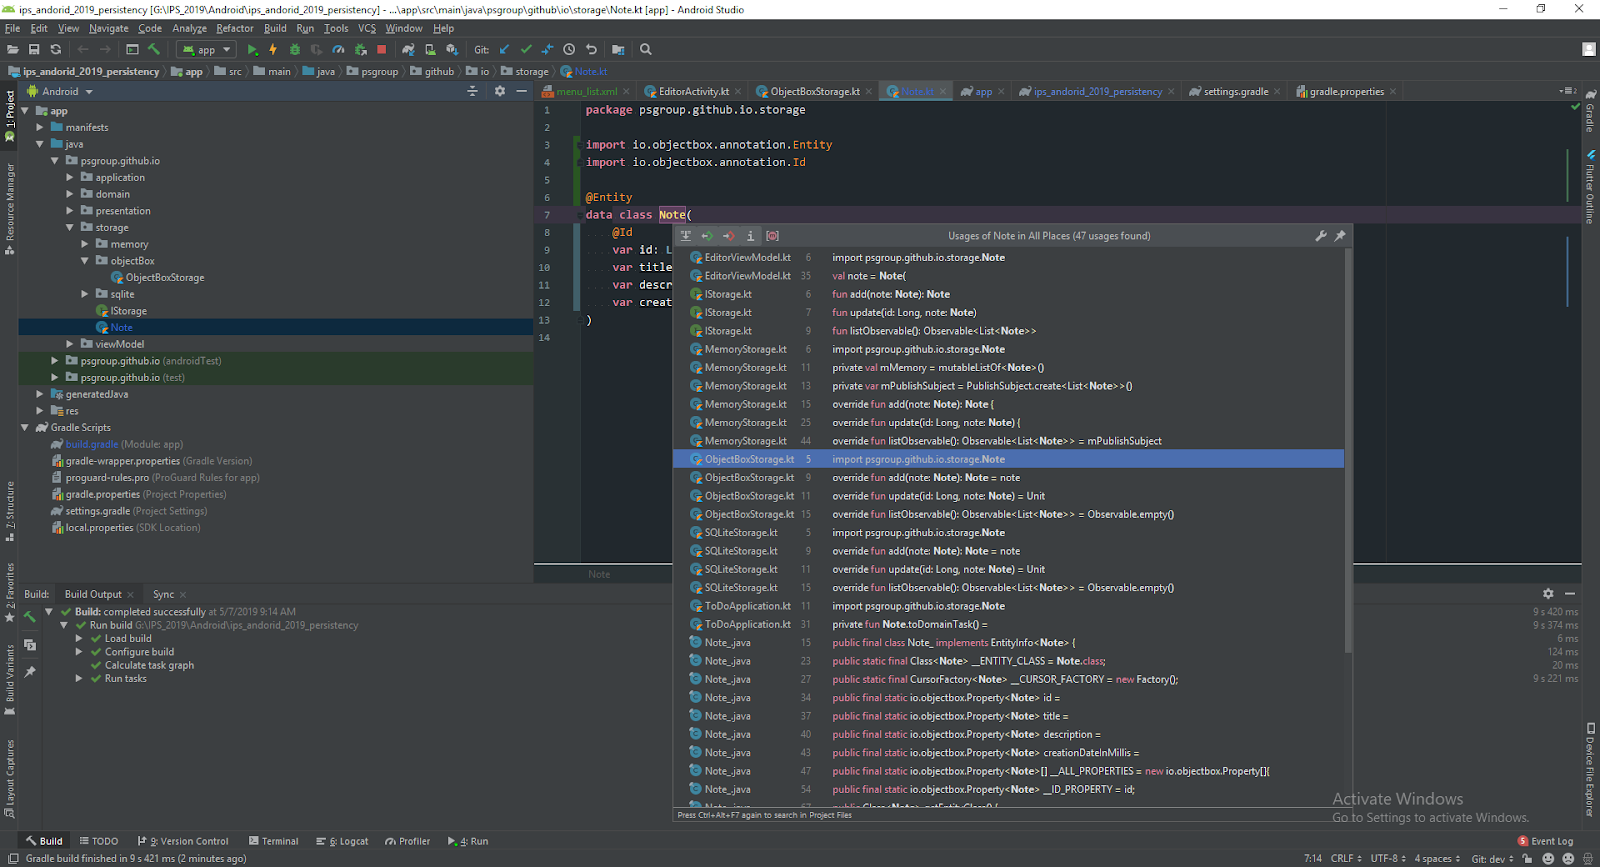 ips_andorid_2019_persistency [G:\IPS_2019\Android\ips_andorid_2019_persistency] - ...\app\src\main\java\psgroup\github\io\storage\Note.kt [app] - Android Studio
File Edit View Navigate Code Analyze Refactor Build Run Tools VCS Window Help
app Git:
ips_andorid_2019_persistency app src main java psgroup github io storage Note.kt
Android
menu_list.xml EditorActivity.kt ObjectBoxStorage.kt Note.kt app ips_andorid_2019_persistency settings.gradle gradle.properties
1: Project
Resource Manager
7: Structure
2: Favorites
Build Variants
Layout Captures
app
manifests
java
psgroup.github.io
application
domain
presentation
storage
memory
objectBox
ObjectBoxStorage
sqlite
IStorage
Note
viewModel
psgroup.github.io (androidTest)
psgroup.github.io (test)
generatedJava
res
Gradle Scripts
build.gradle (Module: app)
gradle-wrapper.properties (Gradle Version)
proguard-rules.pro (ProGuard Rules for app)
gradle.properties (Project Properties)
settings.gradle (Project Settings)
local.properties (SDK Location)
1 package psgroup.github.io.storage
2
3 import io.objectbox.annotation.Entity
4 import io.objectbox.annotation.Id
5
6 @Entity
7 data class Note(
8 @Id
9 var id: L
10 var title
11 var descr
12 var creat
13 )
14
Note
Usages of Note in All Places (47 usages found)
EditorViewModel.kt 6 import psgroup.github.io.storage.Note
EditorViewModel.kt 35 val note = Note(
IStorage.kt 6 fun add(note: Note): Note
IStorage.kt 7 fun update(id: Long, note: Note)
IStorage.kt 9 fun listObservable(): Observable<List<Note>>
MemoryStorage.kt 6 import psgroup.github.io.storage.Note
MemoryStorage.kt 11 private val mMemory = mutableListOf<Note>()
MemoryStorage.kt 13 private var mPublishSubject = PublishSubject.create<List<Note>>()
MemoryStorage.kt 15 override fun add(note: Note): Note {
MemoryStorage.kt 25 override fun update(id: Long, note: Note) {
MemoryStorage.kt 44 override fun listObservable(): Observable<List<Note>> = mPublishSubject
ObjectBoxStorage.kt 5 import psgroup.github.io.storage.Note
ObjectBoxStorage.kt 9 override fun add(note: Note): Note = note
ObjectBoxStorage.kt 11 override fun update(id: Long, note: Note) = Unit
ObjectBoxStorage.kt 15 override fun listObservable(): Observable<List<Note>> = Observable.empty()
SQLiteStorage.kt 5 import psgroup.github.io.storage.Note
SQLiteStorage.kt 9 override fun add(note: Note): Note = note
SQLiteStorage.kt 11 override fun update(id: Long, note: Note) = Unit
SQLiteStorage.kt 15 override fun listObservable(): Observable<List<Note>> = Observable.empty()
ToDoApplication.kt 11 import psgroup.github.io.storage.Note
ToDoApplication.kt 31 private fun Note.toDomainTask() =
Note_.java 15 public final class Note_ implements EntityInfo<Note> {
Note_.java 23 public static final Class<Note> __ENTITY_CLASS = Note.class;
Note_.java 27 public static final CursorFactory<Note> __CURSOR_FACTORY = new Factory();
Note_.java 34 public final static io.objectbox.Property<Note> id =
Note_.java 37 public final static io.objectbox.Property<Note> title =
Note_.java 40 public final static io.objectbox.Property<Note> description =
Note_.java 43 public final static io.objectbox.Property<Note> creationDateInMillis =
Note_.java 47 public final static io.objectbox.Property<Note>[] __ALL_PROPERTIES = new io.objectbox.Property[]{
Note_.java 54 public final static io.objectbox.Property<Note> __ID_PROPERTY = id;
Note_.java 67 public Class<Note> getEntityClass() {
Press Ctrl+Alt+F7 again to search in Project Files
Gradle
Flutter Outline
Device File Explorer
Build: Build Output Sync
Build: completed successfully at 5/7/2019 9:14 AM 9 s 420 ms
Run build G:\IPS_2019\Android\ips_andorid_2019_persistency 9 s 374 ms
Load build 6 ms
Configure build 124 ms
Calculate task graph 20 ms
Run tasks 9 s 221 ms
Activate Windows
Go to Settings to activate Windows.
Build TODO 9: Version Control Terminal 6: Logcat Profiler 4: Run 5 Event Log
Gradle build finished in 9 s 421 ms (2 minutes ago) 7:14 CRLF UTF-8 4 spaces Git: dev